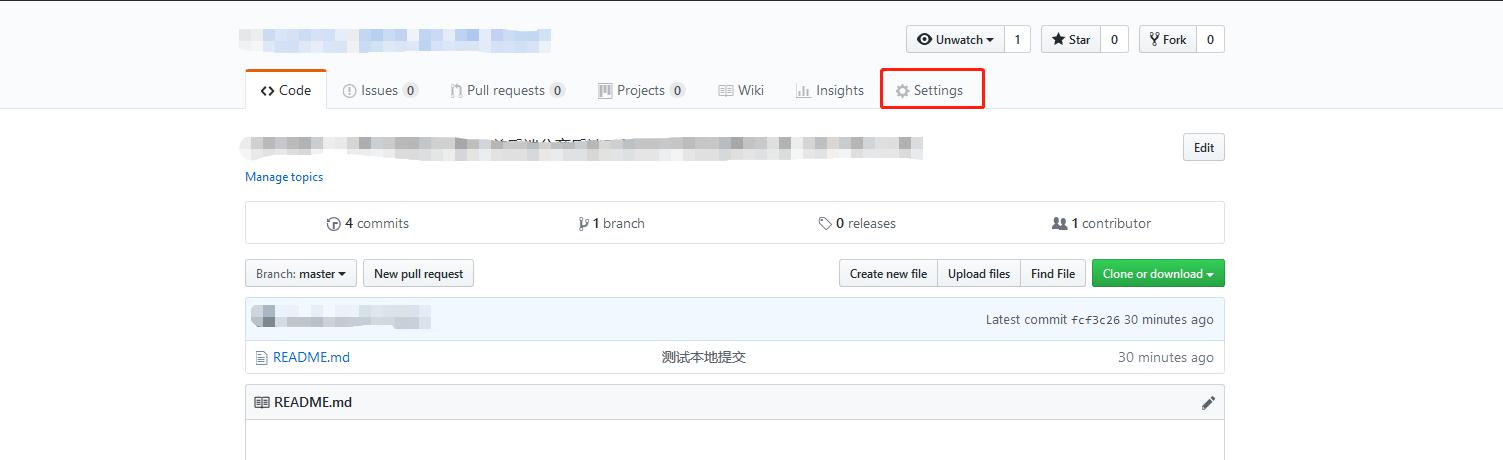 Unwatch 1 Star 0 Fork 0
Code Issues 0 Pull requests 0 Projects 0 Wiki Insights Settings
Edit
Manage topics
4 commits 1 branch 0 releases 1 contributor
Branch: master New pull request Create new file Upload files Find File Clone or download
Latest commit fcf3c26 30 minutes ago
README.md 测试本地提交 30 minutes ago
README.md